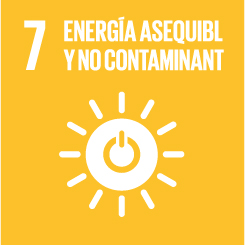 7 ENERGÍA ASEQUIBL
Y NO CONTAMINANT